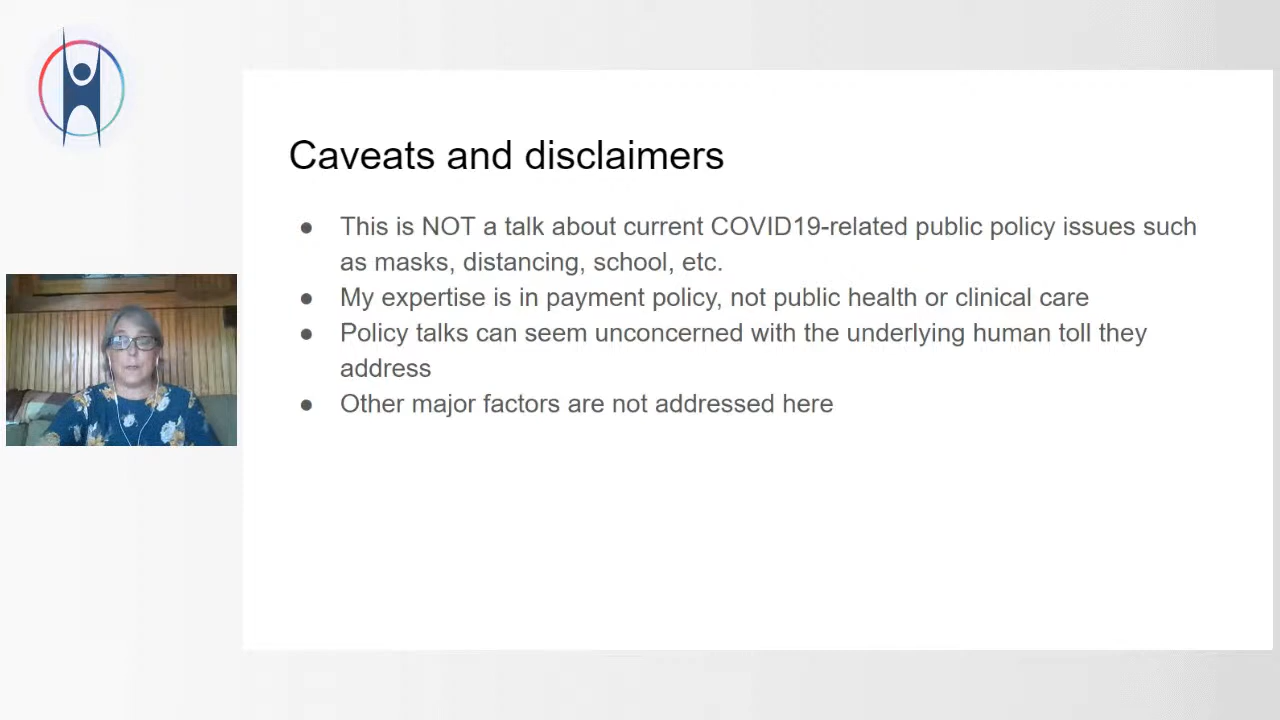 Caveats and disclaimers
● This is NOT a talk about current COVID19-related public policy issues such
as masks, distancing, school, etc.
● My expertise is in payment policy, not public health or clinical care
● Policy talks can seem unconcerned with the underlying human toll they
address
● Other major factors are not addressed here